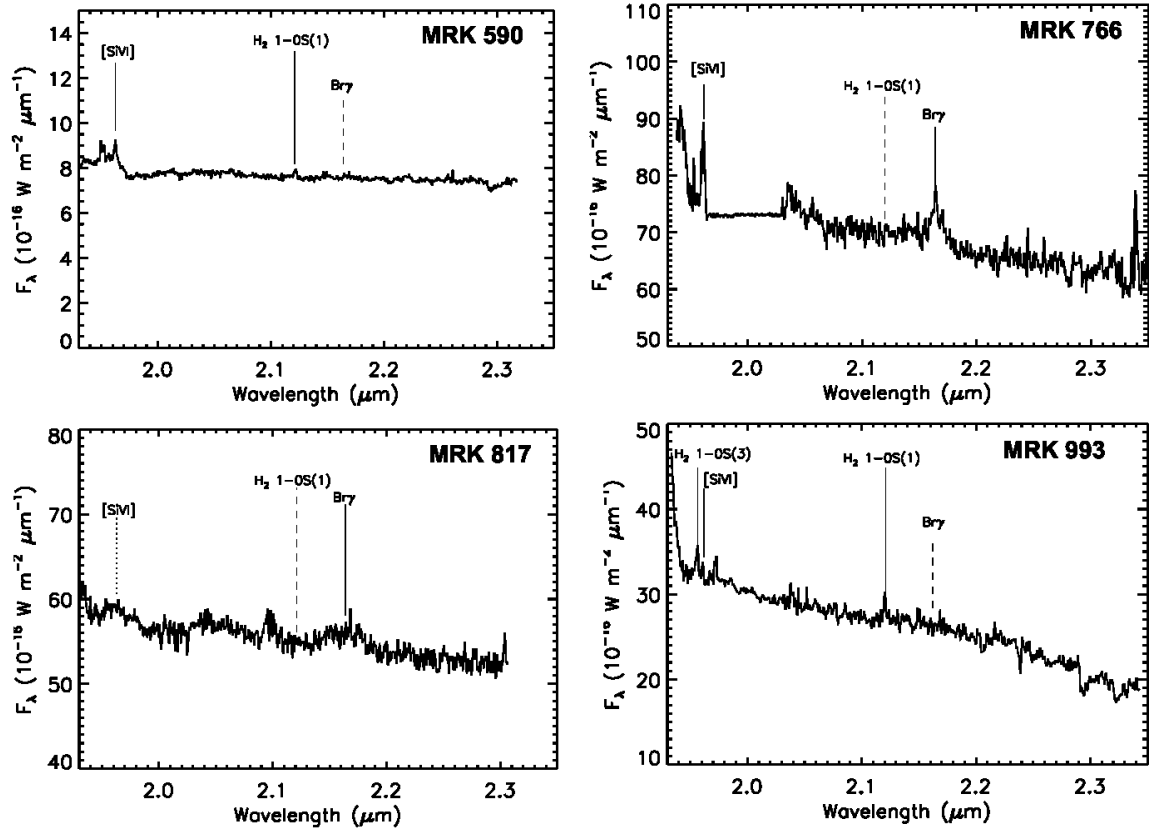 MRK 590
14
12
10
8
6
4
2
0
[SiVI]
H₂ 1−0S(1)
Brγ
2.0
2.1
2.2
2.3
Wavelength (μm)
F_λ (10⁻¹⁶ W m⁻² μm⁻¹)
MRK 766
110
100
90
80
70
60
50
[SiVI]
H₂ 1−0S(1)
Brγ
2.0
2.1
2.2
2.3
Wavelength (μm)
F_λ (10⁻¹⁶ W m⁻² μm⁻¹)
MRK 817
80
70
60
50
40
[SiVI]
H₂ 1−0S(1)
Brγ
2.0
2.1
2.2
2.3
Wavelength (μm)
F_λ (10⁻¹⁶ W m⁻² μm⁻¹)
MRK 993
50
40
30
20
10
H₂ 1−0S(3)
[SiVI]
H₂ 1−0S(1)
Brγ
2.0
2.1
2.2
2.3
Wavelength (μm)
F_λ (10⁻¹⁶ W m⁻² μm⁻¹)